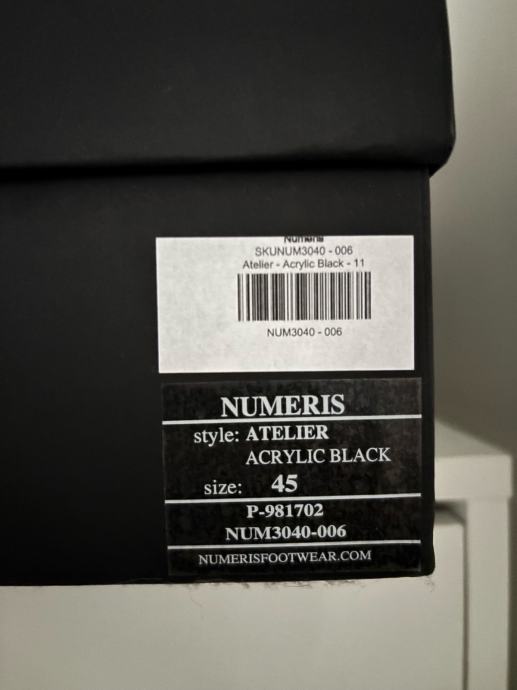 Numeris
SKUNUM3040 - 006
Atelier - Acrylic Black - 11
NUM3040 - 006
NUMERIS
style: ATELIER
ACRYLIC BLACK
size: 45
P-981702
NUM3040-006
NUMERISFOOTWEAR.COM